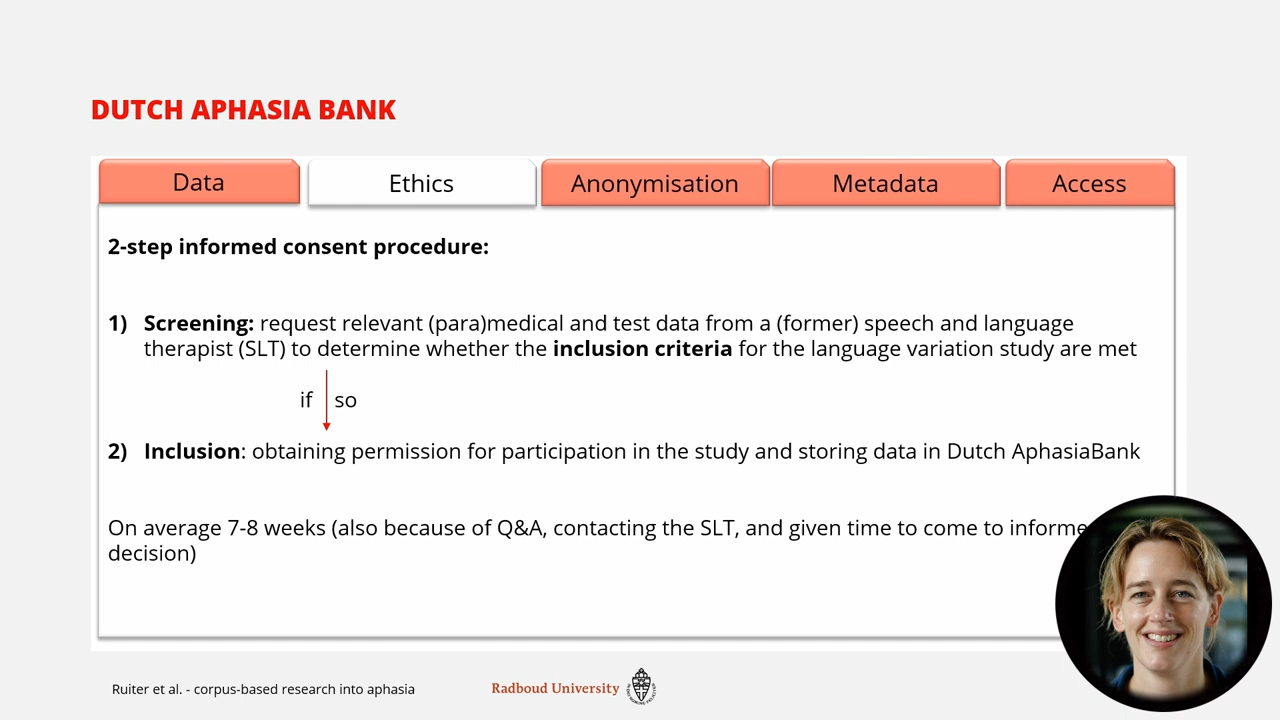 DUTCH APHASIA BANK
Data
Ethics
Anonymisation
Metadata
Access
2-step informed consent procedure:
1) Screening: request relevant (para)medical and test data from a (former) speech and language
therapist (SLT) to determine whether the inclusion criteria for the language variation study are met
if so
2) Inclusion: obtaining permission for participation in the study and storing data in Dutch AphasiaBank
On average 7-8 weeks (also because of Q&A, contacting the SLT, and given time to come to informe
decision)
Ruiter et al. - corpus-based research into aphasia
Radboud University